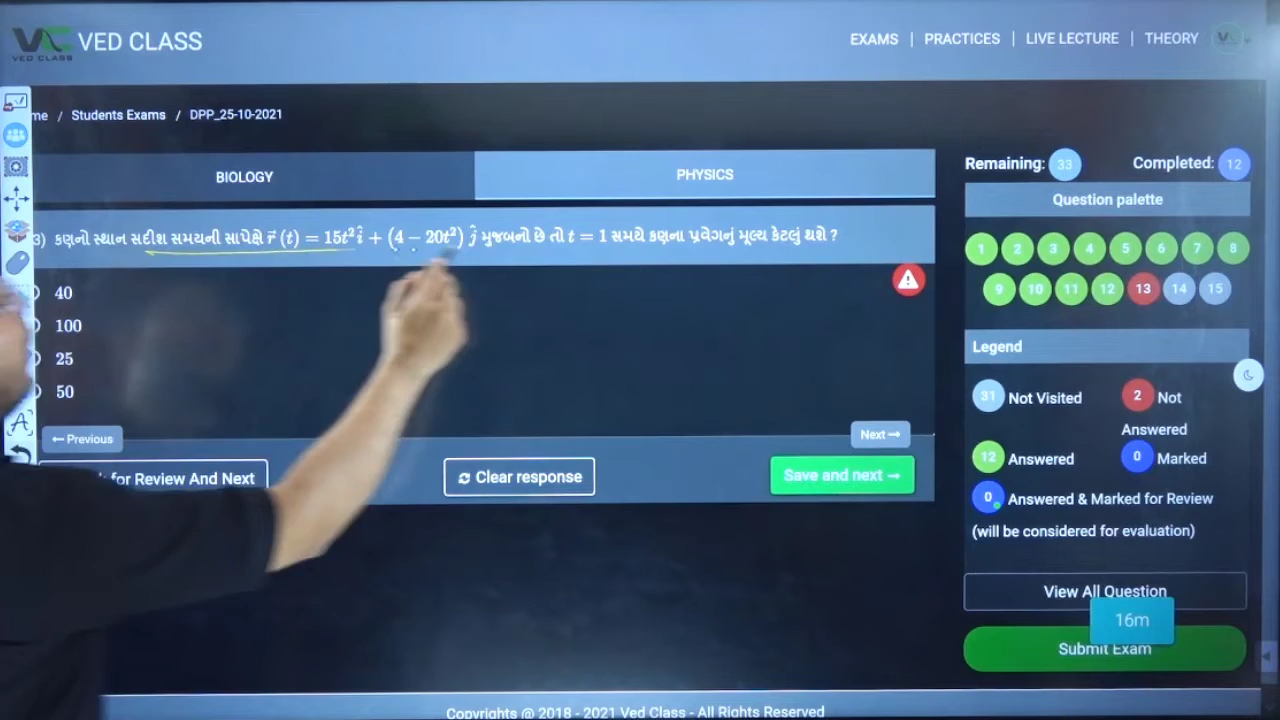 VED CLASS
VED CLASS
EXAMS | PRACTICES | LIVE LECTURE | THEORY
me / Students Exams / DPP_25-10-2021
BIOLOGY
PHYSICS
3) કણનો સ્થાન સદીશ સમયની સાપેક્ષે r⃗ (t) = 15t²î + (4 − 20t²) ĵ મુજબનો છે તો t = 1 સમયે કણના પ્રવેગનું મૂલ્ય કેટલું થશે ?
40
100
25
50
← Previous
Next →
for Review And Next
Clear response
Save and next →
Remaining: 33
Completed: 12
Question palette
1 2 3 4 5 6 7 8
9 10 11 12 13 14 15
Legend
31 Not Visited
2 Not Answered
12 Answered
0 Marked
0 Answered & Marked for Review
(will be considered for evaluation)
View All Question
16m
Submit Exam
Copyrights @ 2018 - 2021 Ved Class - All Rights Reserved